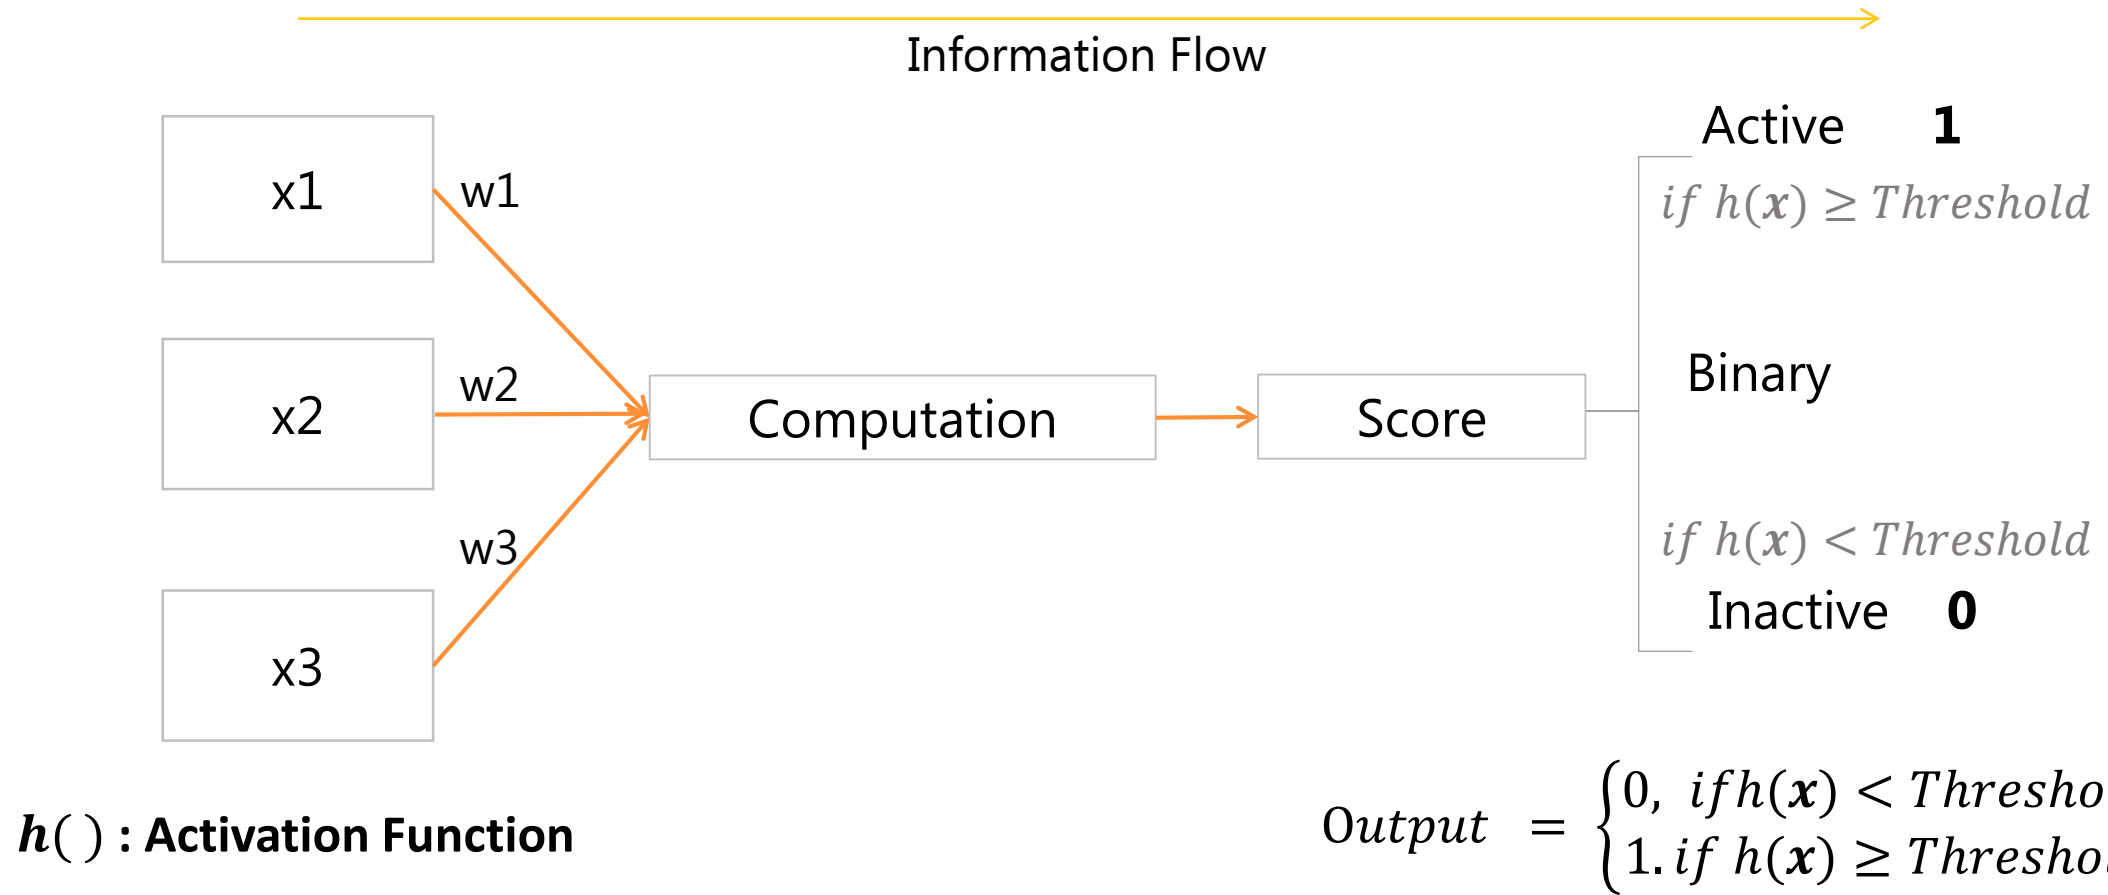 Information Flow
Active 1
x1
w1
if h(x) ≥ Threshold
w2
Binary
x2
Computation
Score
w3
if h(x) < Threshold
Inactive 0
x3
h( ) : Activation Function
Output = {0, ifh(x) < Thresho
1. if h(x) ≥ Thresho